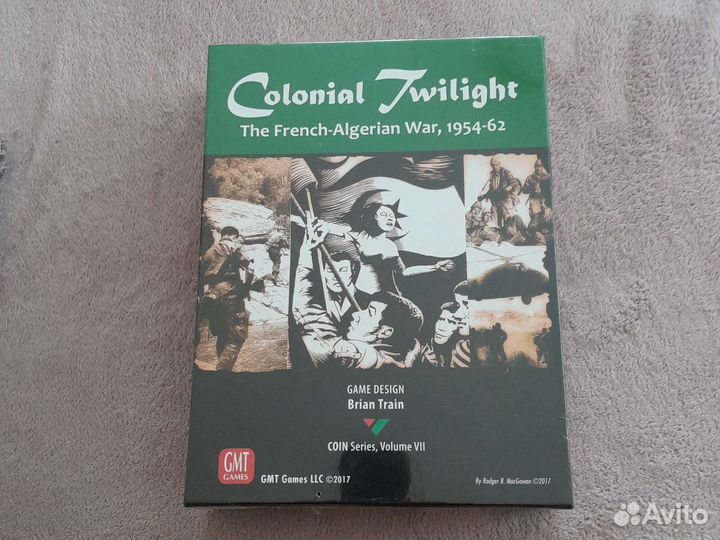 Colonial Twilight
The French-Algerian War, 1954-62
GAME DESIGN
Brian Train
COIN Series, Volume VII
GMT
GAMES
GMT Games LLC ©2017
By Rodger B. MacGowan ©2017
Avito